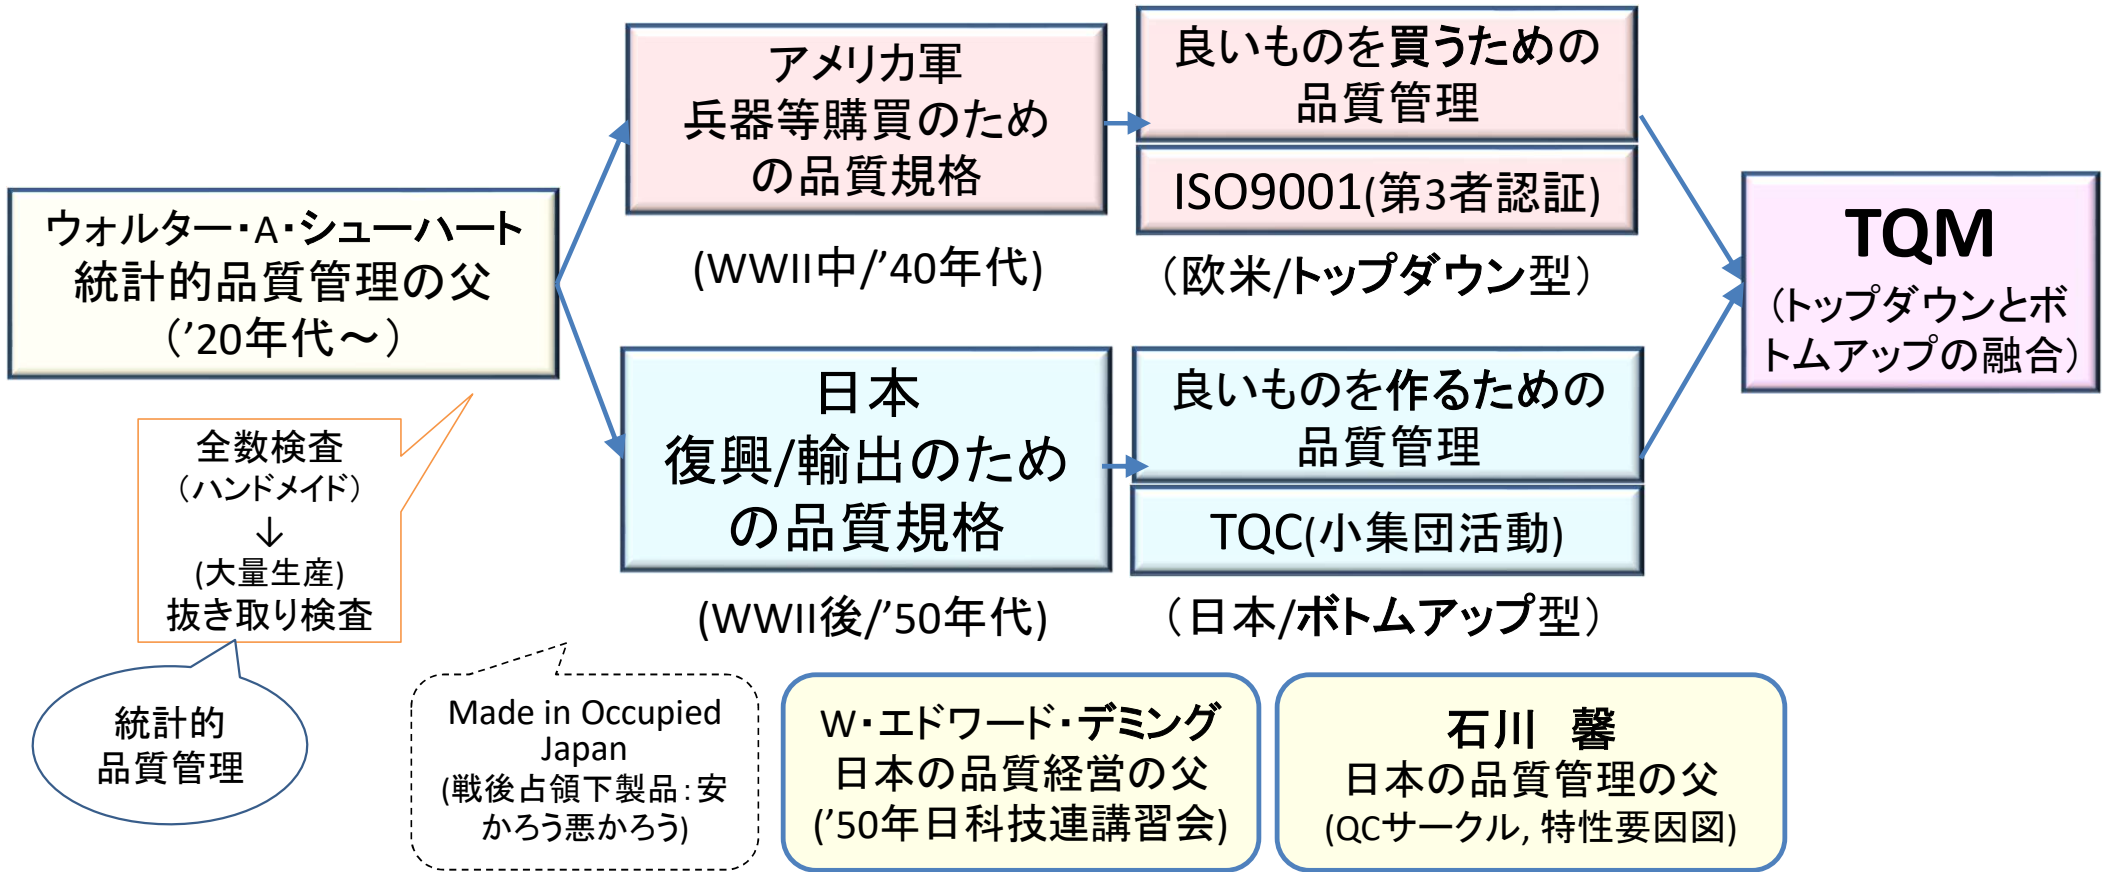 ウォルター・A・シューハート
統計的品質管理の父
（’20年代～）
全数検査
（ハンドメイド）
↓
(大量生産)
抜き取り検査
統計的
品質管理
アメリカ軍
兵器等購買のため
の品質規格
(WWII中/’40年代)
良いものを買うための
品質管理
ISO9001(第3者認証)
（欧米/トップダウン型）
日本
復興/輸出のため
の品質規格
(WWII後/’50年代)
良いものを作るための
品質管理
TQC(小集団活動)
（日本/ボトムアップ型）
TQM
（トップダウンとボ
トムアップの融合）
Made in Occupied
Japan
(戦後占領下製品：安
かろう悪かろう)
W・エドワード・デミング
日本の品質経営の父
(’50年日科技連講習会)
石川　馨
日本の品質管理の父
(QCサークル, 特性要因図)